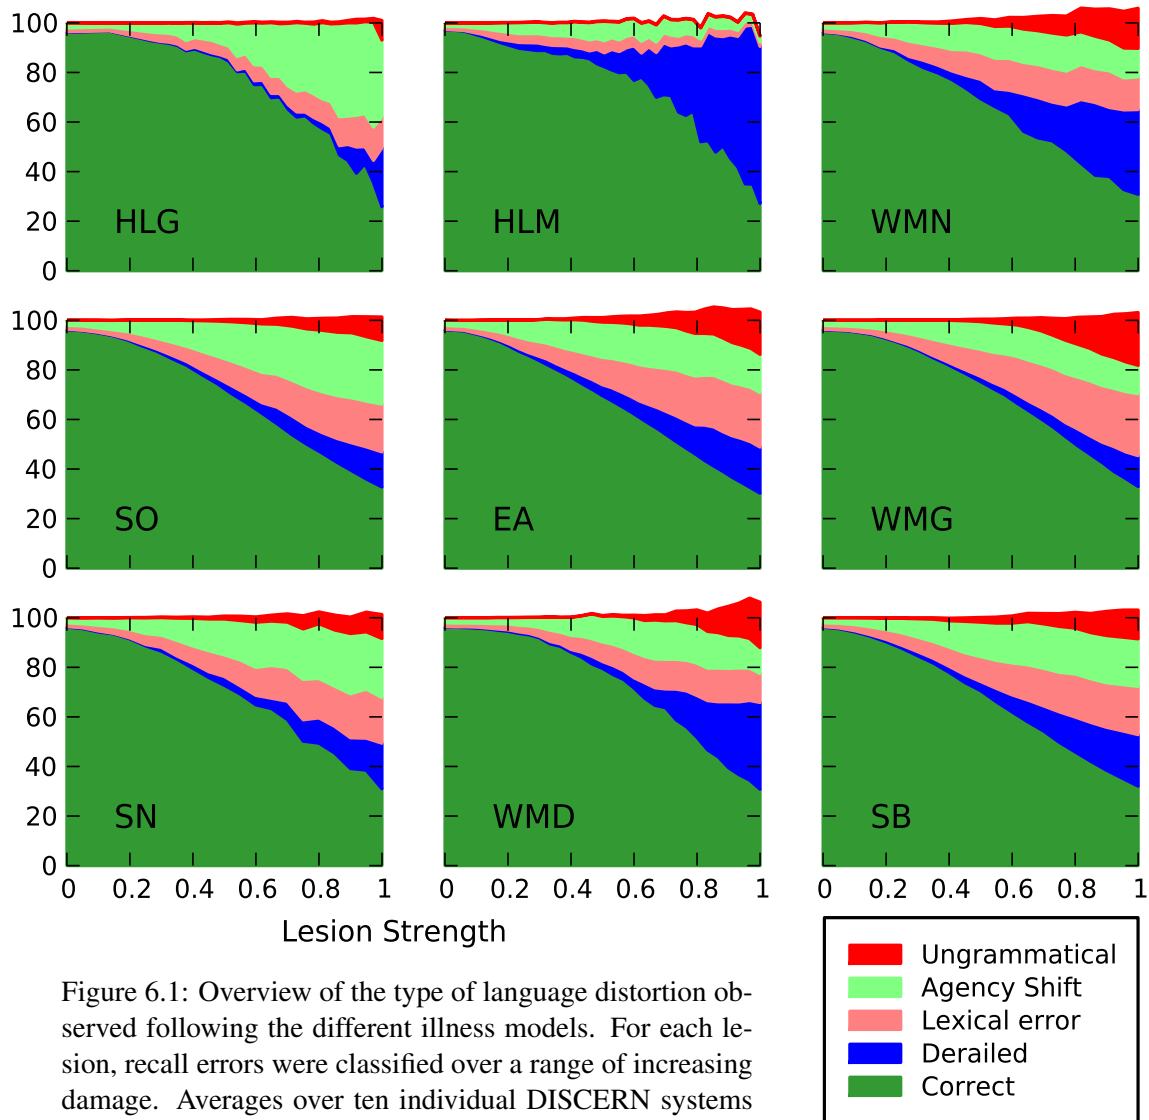 100
80
60
40
20
0
HLG
HLM
WMN
100
80
60
40
20
0
SO
EA
WMG
100
80
60
40
20
0
SN
WMD
SB
0 0.2 0.4 0.6 0.8 1
0 0.2 0.4 0.6 0.8 1
0 0.2 0.4 0.6 0.8 1
Lesion Strength
Ungrammatical
Agency Shift
Lexical error
Derailed
Correct
Figure 6.1: Overview of the type of language distortion ob-
served following the different illness models. For each le-
sion, recall errors were classified over a range of increasing
damage. Averages over ten individual DISCERN systems